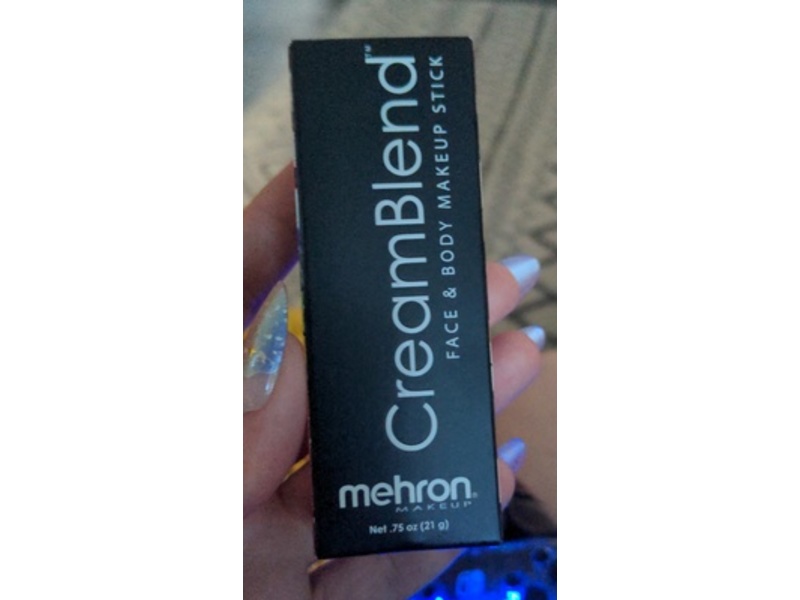 CreamBlend™
FACE & BODY MAKEUP STICK
mehron®
MAKEUP
Net .75 oz (21 g)